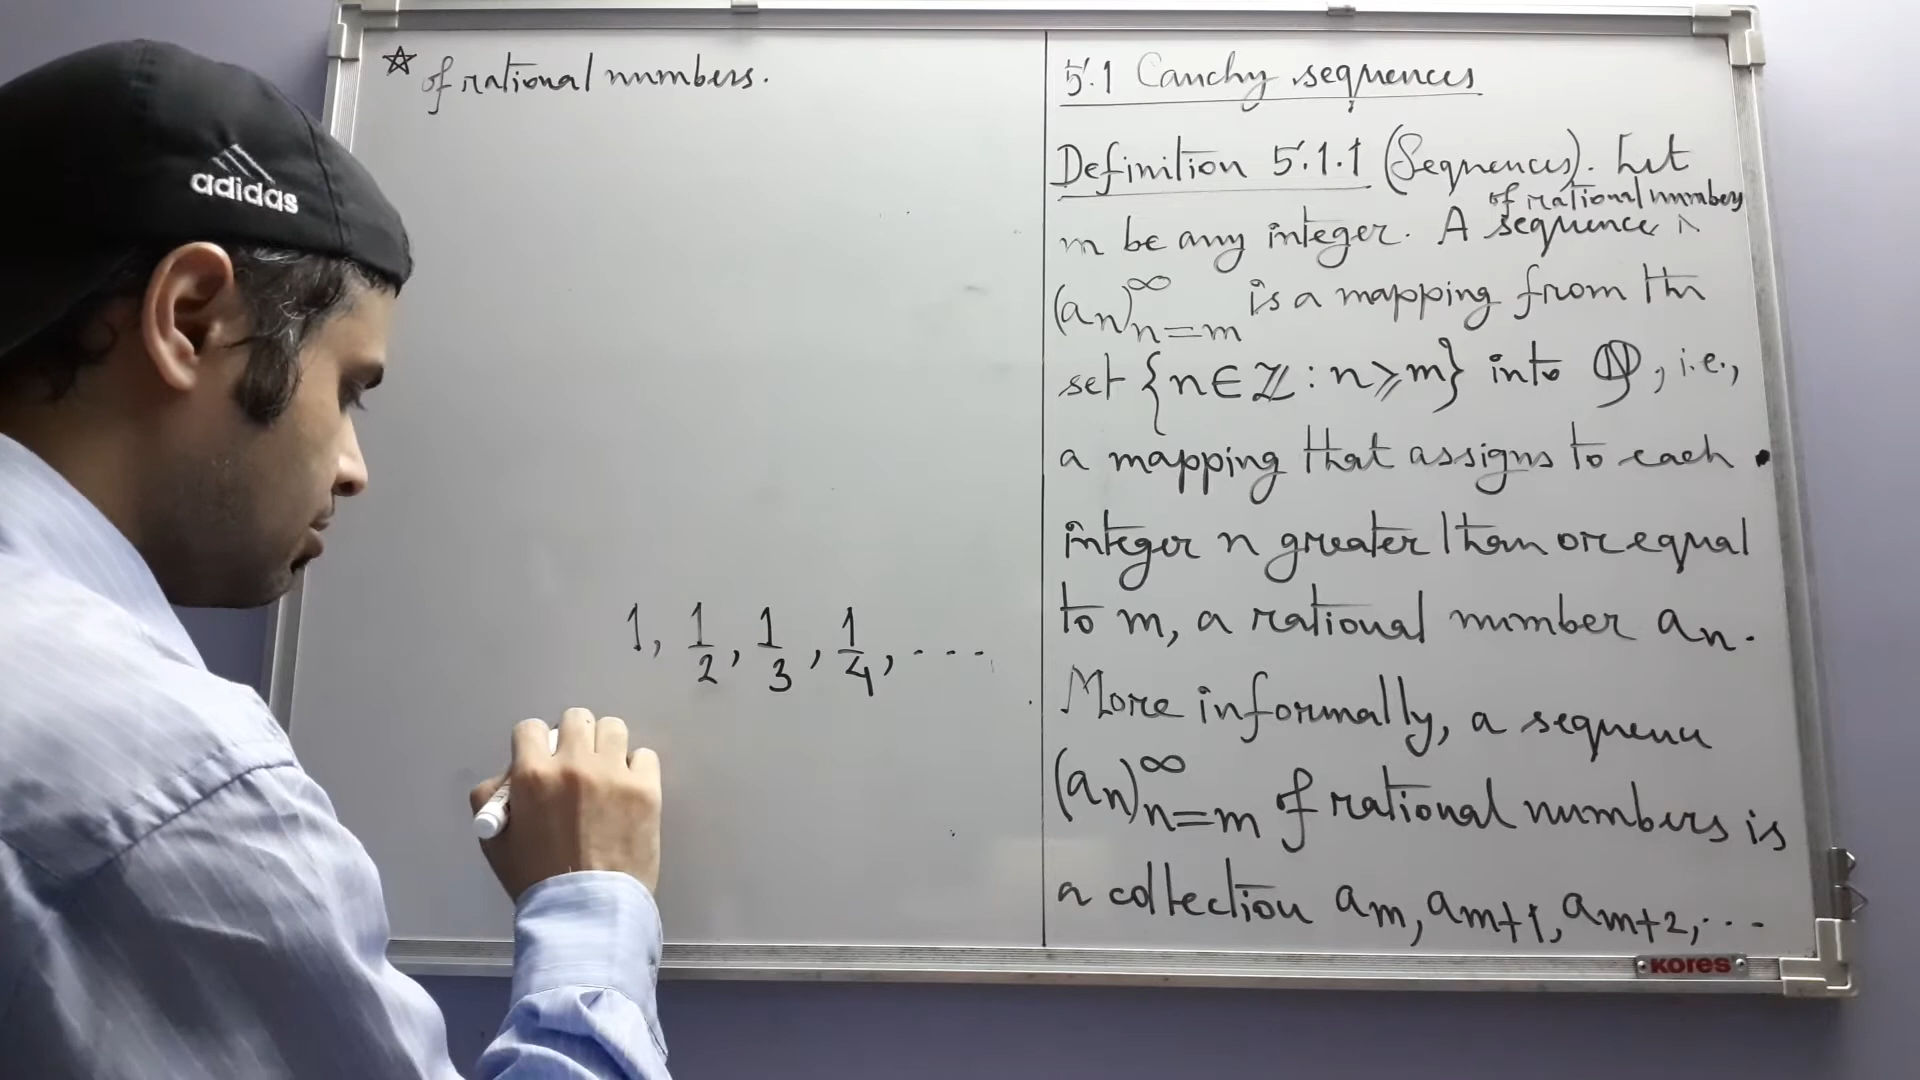 ☆ of rational numbers.
1, 1/2, 1/3, 1/4, ....
5.1 Cauchy sequences
Definition 5.1.1 (Sequences). Let
of rational numbers
m be any integer. A sequence ^
(aₙ)^∞_{n=m} is a mapping from the
set {n∈ℤ : n≥m} into ℚ, i.e.,
a mapping that assigns to each
integer n greater than or equal
to m, a rational number aₙ.
More informally, a sequence
(aₙ)^∞_{n=m} of rational numbers is
a collection a_m, a_{m+1}, a_{m+2}, ...
adidas
KORES